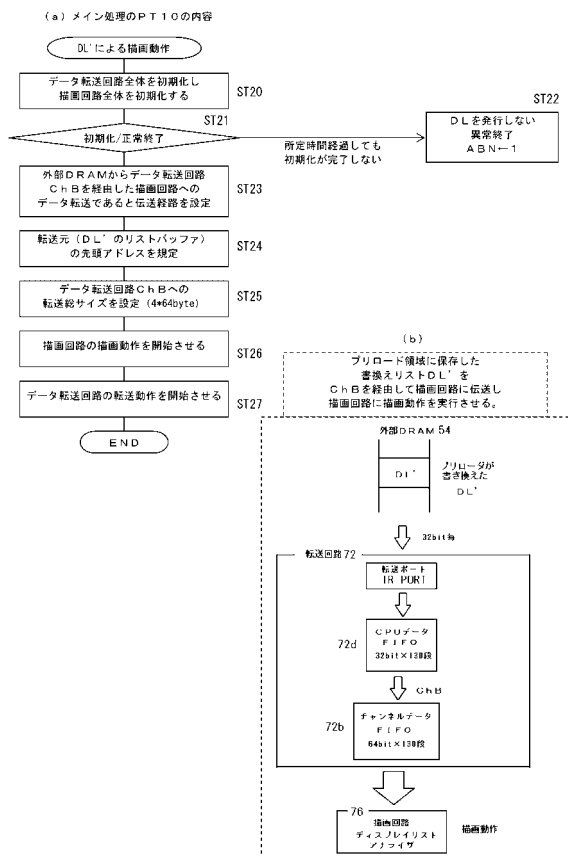 (a) メイン処理のPT10の内容
DL'による描画動作
データ転送回路全体を初期化し
描画回路全体を初期化する
ST20
ST21
初期化/正常終了
所定時間経過しても
初期化が完了しない
ST22
DLを発行しない
異常終了
ABN←1
外部DRAMからデータ転送回路
ChBを経由した描画回路への
データ転送であると伝送経路を設定
ST23
転送元(DL'のリストバッファ)
の先頭アドレスを規定
ST24
データ転送回路ChBへの
転送総サイズを設定 (4*64byte)
ST25
描画回路の描画動作を開始させる
ST26
データ転送回路の転送動作を開始させる
ST27
END
(b)
プリロード領域に保存した
書換えリストDL'を
ChBを経由して描画回路に伝送し
描画回路に描画動作を実行させる。
外部DRAM 54
DL'
プリローダが
書き換えた
DL'
32bit毎
転送回路72
転送ポート
IR PORT
72d
CPUデータ
FIFO
32bit×130段
ChB
72b
チャンネルデータ
FIFO
64bit×130段
76
描画回路
ディスプレイリスト
アナライザ
描画動作